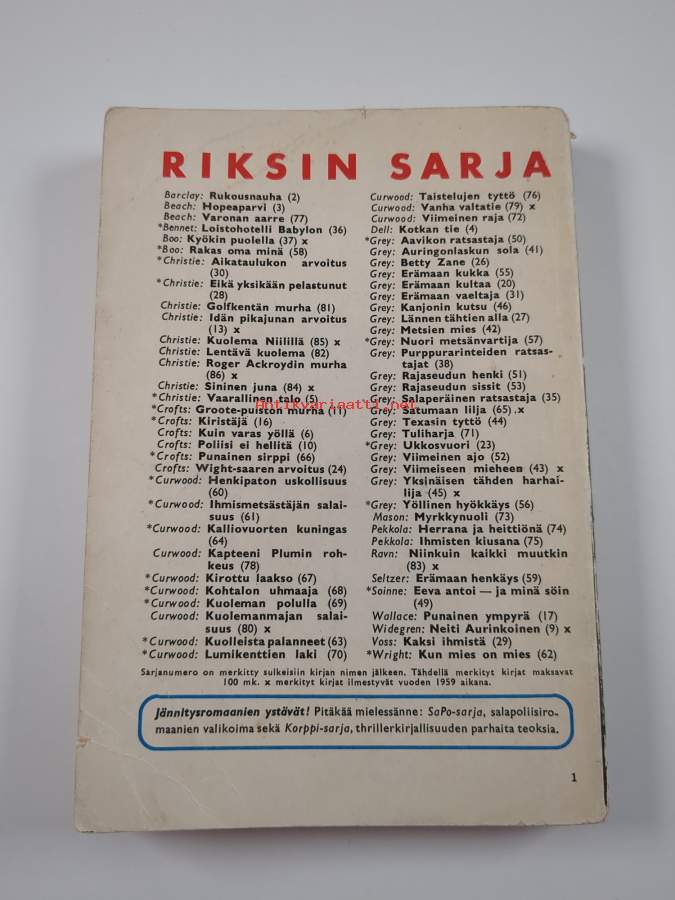 RIKSIN SARJA
Barclay: Rukousnauha (2)
Beach: Hopeaparvi (3)
Beach: Varonan aarre (77)
*Bennet: Loistohotelli Babylon (36)
Boo: Kyökin puolella (37) x
*Boo: Rakas oma minä (58)
*Christie: Aikataulukon arvoitus
(30)
*Christie: Eikä yksikään pelastunut
(28)
Christie: Golfkentän murha (81)
Christie: Idän pikajunan arvoitus
(13) x
Christie: Kuolema Niilillä (85) x
Christie: Lentävä kuolema (82)
Christie: Roger Ackroydin murha
(86) x
Christie: Sininen juna (84) x
*Christie: Vaarallinen talo (5)
*Crofts: Groote-puiston murha (11)
*Crofts: Kiristäjä (16)
Crofts: Kuin varas yöllä (6)
Crofts: Poliisi ei hellitä (10)
*Crofts: Punainen sirppi (66)
Crofts: Wight-saaren arvoitus (24)
*Curwood: Henkipaton uskollisuus
(60)
*Curwood: Ihmismetsästäjän salai-
suus (61)
*Curwood: Kalliovuorten kuningas
(64)
Curwood: Kapteeni Plumin roh-
keus (78)
*Curwood: Kirottu laakso (67)
*Curwood: Kohtalon uhmaaja (68)
*Curwood: Kuoleman polulla (69)
Curwood: Kuolemanmajan salai-
suus (80) x
*Curwood: Kuolleista palanneet (63)
*Curwood: Lumikenttien laki (70)
Curwood: Taistelujen tyttö (76)
Curwood: Vanha valtatie (79) x
Curwood: Viimeinen raja (72)
Dell: Kotkan tie (4)
*Grey: Aavikon ratsastaja (50)
Grey: Auringonlaskun sola (41)
Grey: Betty Zane (26)
Grey: Erämaan kukka (55)
Grey: Erämaan kultaa (20)
Grey: Erämaan vaeltaja (31)
Grey: Kanjonin kutsu (46)
Grey: Lännen tähtien alla (27)
Grey: Metsien mies (42)
*Grey: Nuori metsänvartija (57)
Grey: Purppurarinteiden ratsas-
tajat (38)
Grey: Rajaseudun henki (51)
Grey: Rajaseudun sissit (53)
Grey: Salaperäinen ratsastaja (35)
Grey: Satumaan lilja (65) x
Grey: Texasin tyttö (44)
Grey: Tuliharja (71)
*Grey: Ukkosvuori (23)
Grey: Viimeinen ajo (52)
Grey: Viimeiseen mieheen (43) x
Grey: Yksinäisen tähden harhai-
lija (45) x
*Grey: Yöllinen hyökkäys (56)
Mason: Myrkkynuoli (73)
Pekkola: Herrana ja heittiönä (74)
Pekkola: Ihmisten kiusana (75)
Ravn: Niinkuin kaikki muutkin
(83) x
Seltzer: Erämaan henkäys (59)
*Soinne: Eeva antoi — ja minä söin
(49)
Wallace: Punainen ympyrä (17)
Widegren: Neiti Aurinkoinen (9) x
Voss: Kaksi ihmistä (29)
*Wright: Kun mies on mies (62)
Sarjanumero on merkitty sulkeisiin kirjan nimen jälkeen. Tähdellä merkityt kirjat maksavat
100 mk. x merkityt kirjat ilmestyvät vuoden 1959 aikana.
Jännitysromaanien ystävät! Pitäkää mielessänne: SaPo-sarja, salapoliisiro-
maanien valikoima sekä Korppi-sarja, thrillerkirjallisuuden parhaita teoksia.
1
Antikvariaatti.net